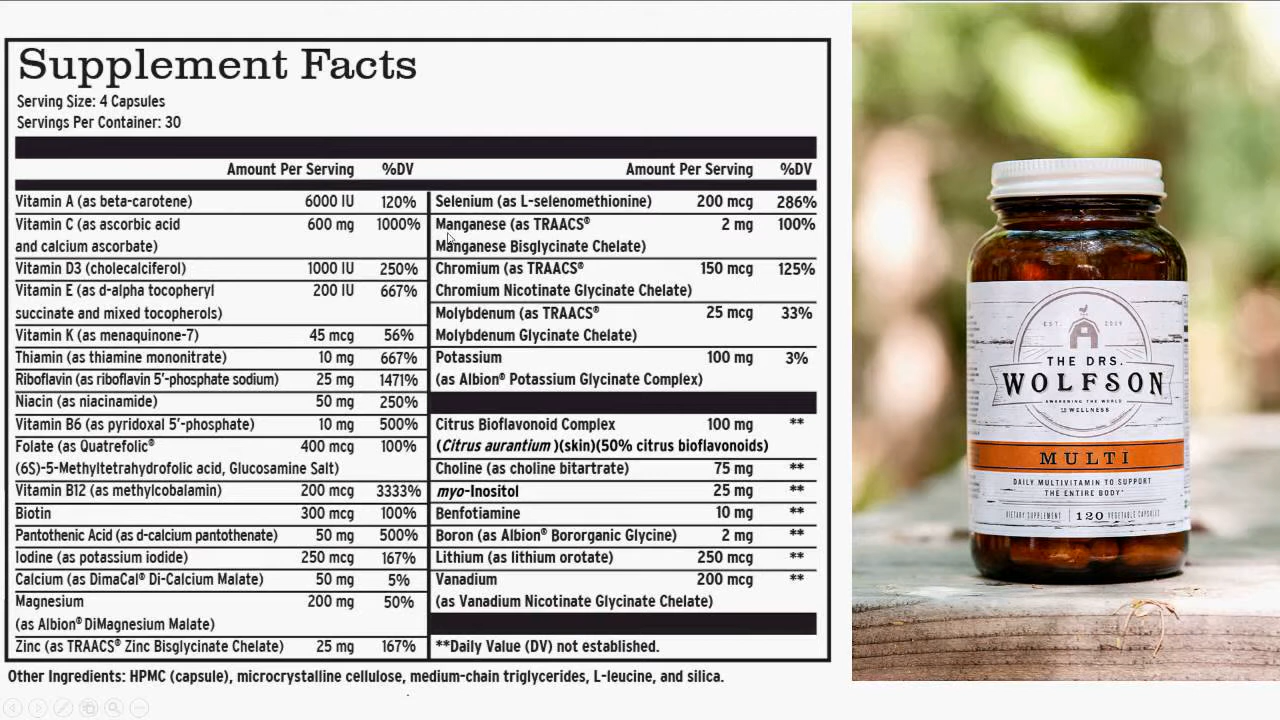 Supplement Facts
Serving Size: 4 Capsules
Servings Per Container: 30
Amount Per Serving %DV
Vitamin A (as beta-carotene) 6000 IU 120%
Vitamin C (as ascorbic acid 600 mg 1000%
and calcium ascorbate)
Vitamin D3 (cholecalciferol) 1000 IU 250%
Vitamin E (as d-alpha tocopheryl 200 IU 667%
succinate and mixed tocopherols)
Vitamin K (as menaquinone-7) 45 mcg 56%
Thiamin (as thiamine mononitrate) 10 mg 667%
Riboflavin (as riboflavin 5'-phosphate sodium) 25 mg 1471%
Niacin (as niacinamide) 50 mg 250%
Vitamin B6 (as pyridoxal 5'-phosphate) 10 mg 500%
Folate (as Quatrefolic® 400 mcg 100%
(6S)-5-Methyltetrahydrofolic acid, Glucosamine Salt)
Vitamin B12 (as methylcobalamin) 200 mcg 3333%
Biotin 300 mcg 100%
Pantothenic Acid (as d-calcium pantothenate) 50 mg 500%
Iodine (as potassium iodide) 250 mcg 167%
Calcium (as DimaCal® Di-Calcium Malate) 50 mg 5%
Magnesium 200 mg 50%
(as Albion® DiMagnesium Malate)
Zinc (as TRAACS® Zinc Bisglycinate Chelate) 25 mg 167%
Amount Per Serving %DV
Selenium (as L-selenomethionine) 200 mcg 286%
Manganese (as TRAACS® 2 mg 100%
Manganese Bisglycinate Chelate)
Chromium (as TRAACS® 150 mcg 125%
Chromium Nicotinate Glycinate Chelate)
Molybdenum (as TRAACS® 25 mcg 33%
Molybdenum Glycinate Chelate)
Potassium 100 mg 3%
(as Albion® Potassium Glycinate Complex)
Citrus Bioflavonoid Complex 100 mg **
(Citrus aurantium )(skin)(50% citrus bioflavonoids)
Choline (as choline bitartrate) 75 mg **
myo-Inositol 25 mg **
Benfotiamine 10 mg **
Boron (as Albion® Bororganic Glycine) 2 mg **
Lithium (as lithium orotate) 250 mcg **
Vanadium 200 mcg **
(as Vanadium Nicotinate Glycinate Chelate)
**Daily Value (DV) not established.
Other Ingredients: HPMC (capsule), microcrystalline cellulose, medium-chain triglycerides, L-leucine, and silica.
EST.
THE DRS.
WOLFSON
AWAKENING THE WORLD
TO WELLNESS
MULTI
DAILY MULTIVITAMIN TO SUPPORT
THE ENTIRE BODY*
DIETARY SUPPLEMENT 120 VEGETABLE CAPSULES